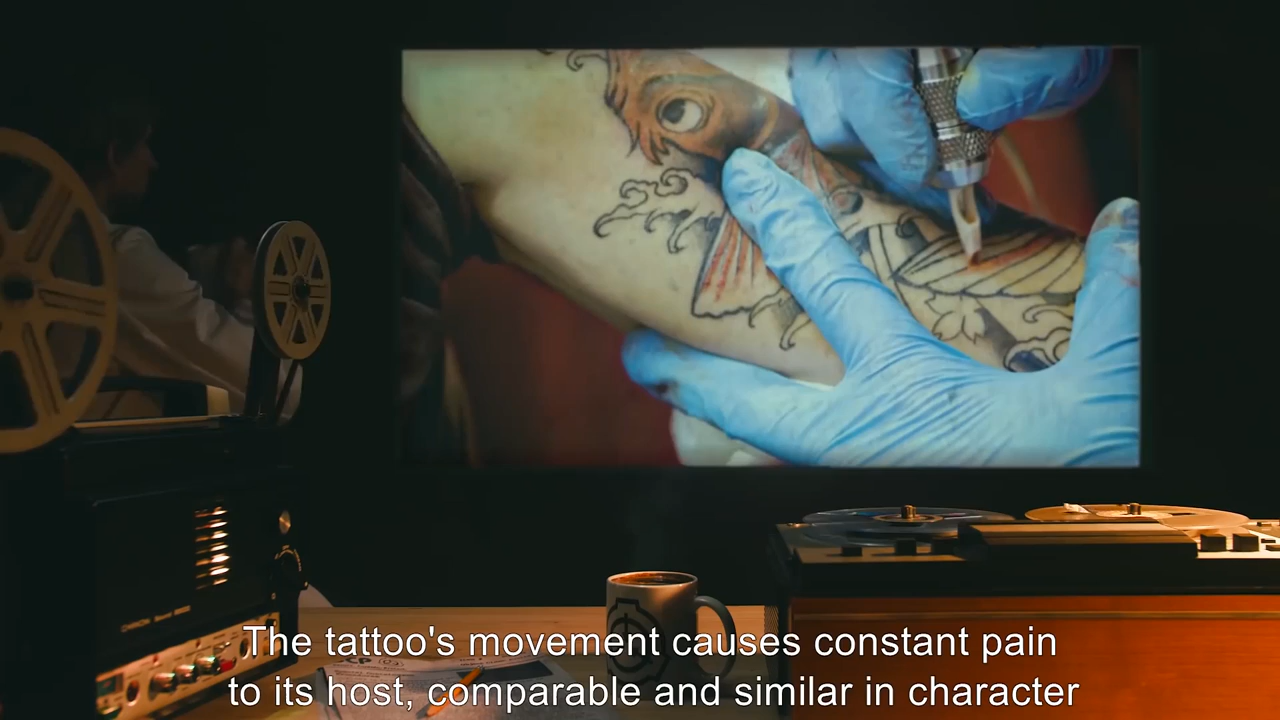 The tattoo's movement causes constant pain
to its host, comparable and similar in character